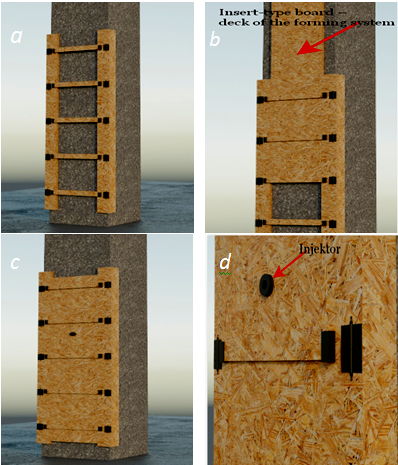 a
Insert-type board –
deck of the forming system
b
c
d
Injektor